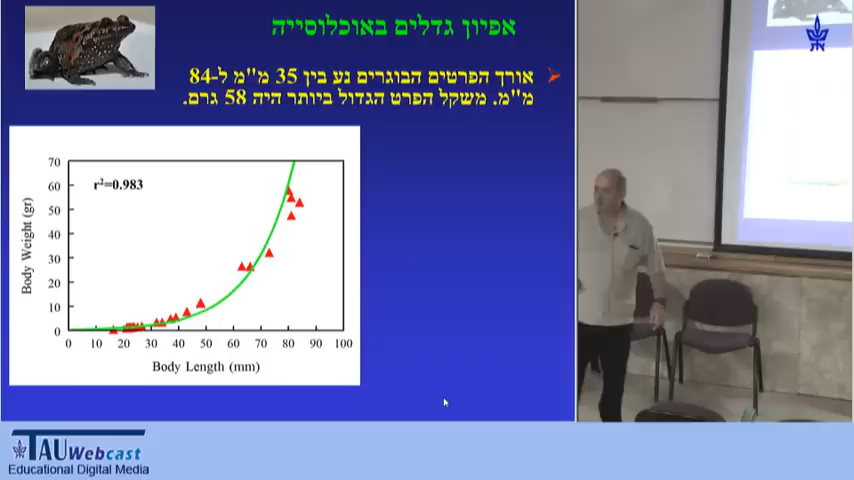 אפיון גדלים באוכלוסייה
אורך הפרטים הבוגרים נע בין 35 מ"מ ל-84
מ"מ. משקל הפרט הגדול ביותר היה 58 גרם.
r²=0.983
Body Weight (gr)
70
60
50
40
30
20
10
0
0 10 20 30 40 50 60 70 80 90 100
Body Length (mm)
TAU Webcast
Educational Digital Media